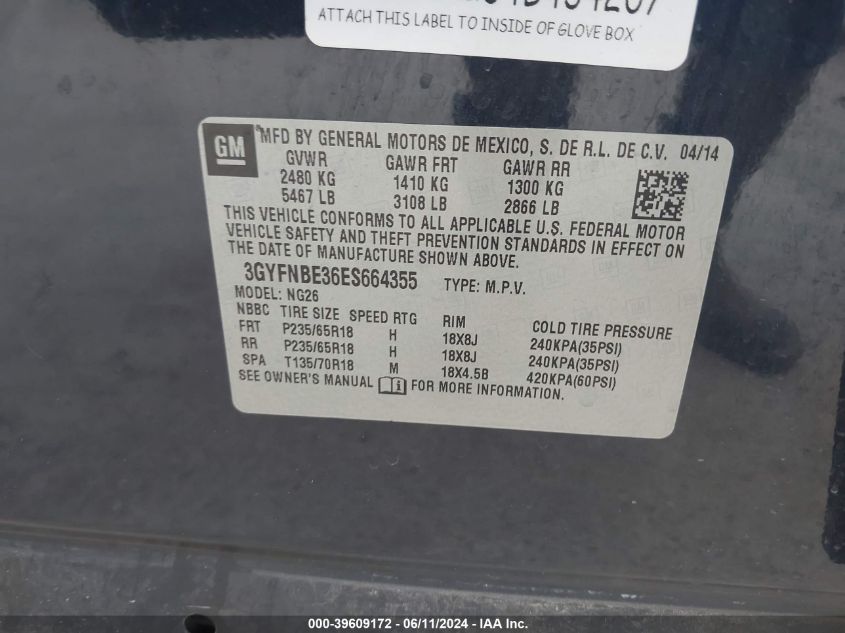 ATTACH THIS LABEL TO INSIDE OF GLOVE BOX
GM
MFD BY GENERAL MOTORS DE MEXICO, S. DE R.L. DE C.V. 04/14
GVWR GAWR FRT GAWR RR
2480 KG 1410 KG 1300 KG
5467 LB 3108 LB 2866 LB
THIS VEHICLE CONFORMS TO ALL APPLICABLE U.S. FEDERAL MOTOR
VEHICLE SAFETY AND THEFT PREVENTION STANDARDS IN EFFECT ON
THE DATE OF MANUFACTURE SHOWN ABOVE.
3GYFNBE36ES664355 TYPE: M.P.V.
MODEL: NG26
NBBC TIRE SIZE SPEED RTG RIM COLD TIRE PRESSURE
FRT P235/65R18 H 18X8J 240KPA(35PSI)
RR P235/65R18 H 18X8J 240KPA(35PSI)
SPA T135/70R18 M 18X4.5B 420KPA(60PSI)
SEE OWNER'S MANUAL FOR MORE INFORMATION.
000-39609172 - 06/11/2024 - IAAI.com